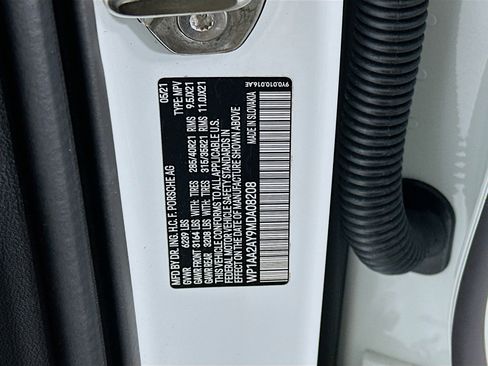 MFD BY DR. ING. H.C. F. PORSCHE AG 05/21
GVWR 6239 LBS TYPE: MPV
GAWR FRONT 3164 LBS WITH: TIRES 285/40R21 RIMS 9.5JX21
GAWR REAR 3208 LBS WITH: TIRES 315/35R21 RIMS 11.0JX21
THIS VEHICLE CONFORMS TO ALL APPLICABLE U.S.
FEDERAL MOTOR VEHICLE SAFETY STANDARDS IN
EFFECT ON THE DATE OF MANUFACTURE SHOWN ABOVE
WP1AA2AY9MDA08208 MADE IN SLOVAKIA
9Y0.010.016.AE